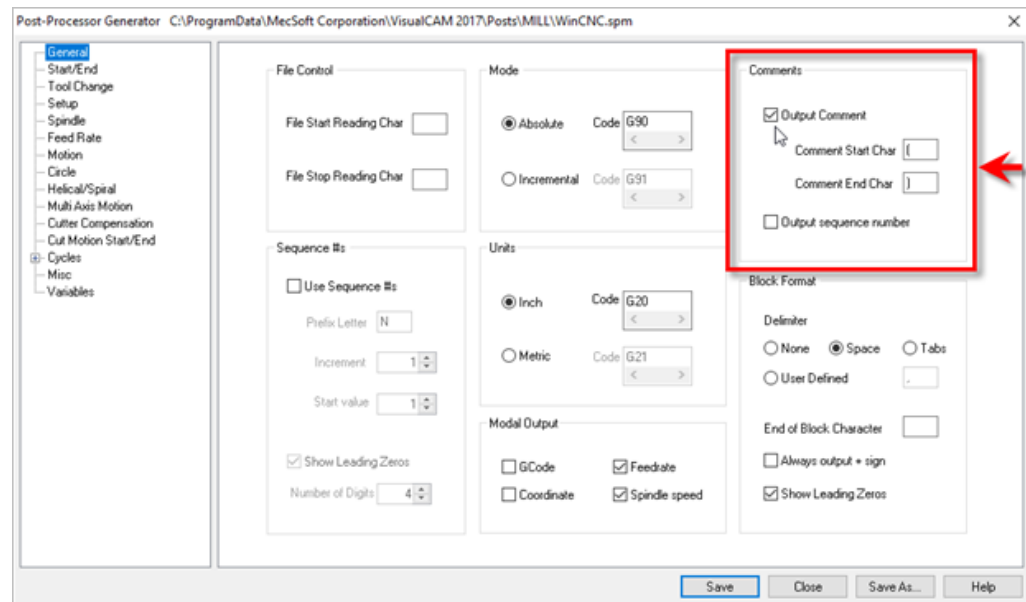 Post-Processor Generator C:\ProgramData\MecSoft Corporation\VisualCAM 2017\Posts\MILL\WinCNC.spm
General
Start/End
Tool Change
Setup
Spindle
Feed Rate
Motion
Circle
Helical/Spiral
Multi Axis Motion
Cutter Compensation
Cut Motion Start/End
Cycles
Misc
Variables
File Control
File Start Reading Char
File Stop Reading Char
Sequence #s
Use Sequence #s
Prefix Letter N
Increment 1
Start value 1
Show Leading Zeros
Number of Digits 4
Mode
Absolute Code G90
Incremental Code G91
Units
Inch Code G20
Metric Code G21
Modal Output
GCode Feedrate
Coordinate Spindle speed
Comments
Output Comment
Comment Start Char (
Comment End Char )
Output sequence number
Block Format
Delimiter
None Space Tabs
User Defined .
End of Block Character
Always output + sign
Show Leading Zeros
Save Close Save As... Help